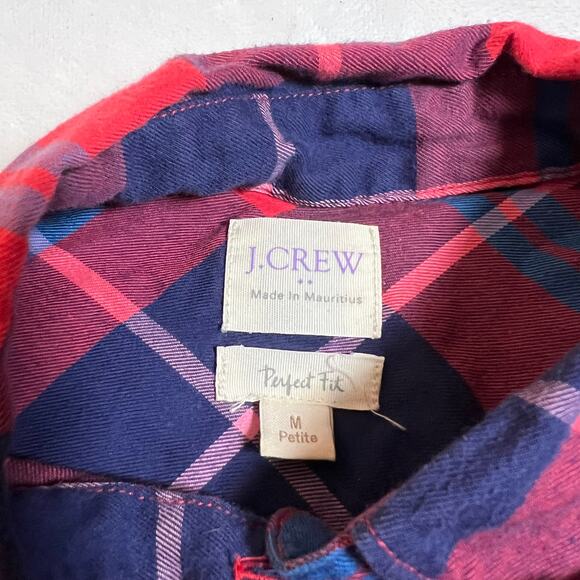 J.CREW
Made In Mauritius
Perfect Fit
M
Petite